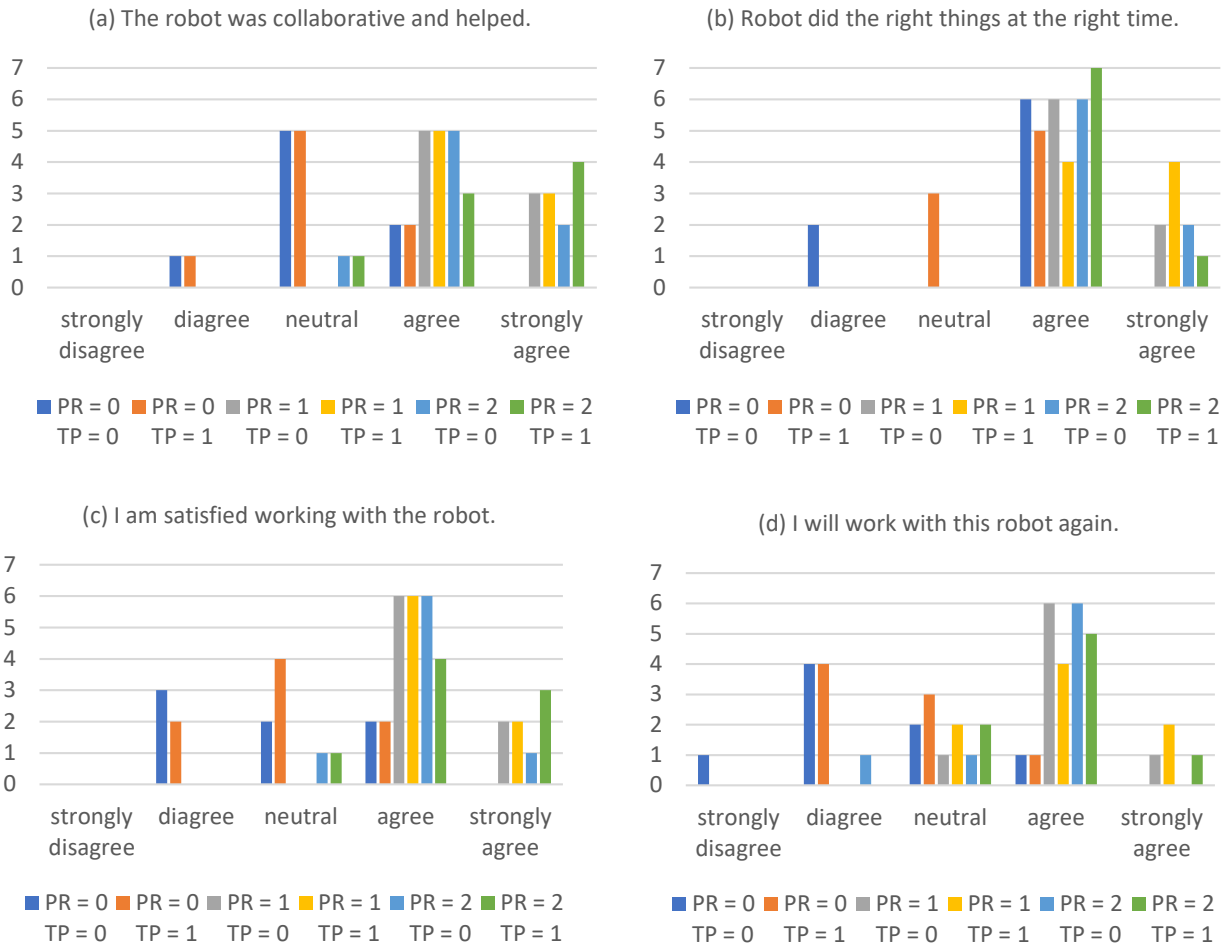 (a) The robot was collaborative and helped.
7
6
5
4
3
2
1
0
strongly disagree
diagree
neutral
agree
strongly agree
PR = 0 PR = 0 PR = 1 PR = 1 PR = 2 PR = 2
TP = 0 TP = 1 TP = 0 TP = 1 TP = 0 TP = 1
(b) Robot did the right things at the right time.
7
6
5
4
3
2
1
0
strongly disagree
diagree
neutral
agree
strongly agree
PR = 0 PR = 0 PR = 1 PR = 1 PR = 2 PR = 2
TP = 0 TP = 1 TP = 0 TP = 1 TP = 0 TP = 1
(c) I am satisfied working with the robot.
7
6
5
4
3
2
1
0
strongly disagree
diagree
neutral
agree
strongly agree
PR = 0 PR = 0 PR = 1 PR = 1 PR = 2 PR = 2
TP = 0 TP = 1 TP = 0 TP = 1 TP = 0 TP = 1
(d) I will work with this robot again.
7
6
5
4
3
2
1
0
strongly disagree
diagree
neutral
agree
strongly agree
PR = 0 PR = 0 PR = 1 PR = 1 PR = 2 PR = 2
TP = 0 TP = 1 TP = 0 TP = 1 TP = 0 TP = 1